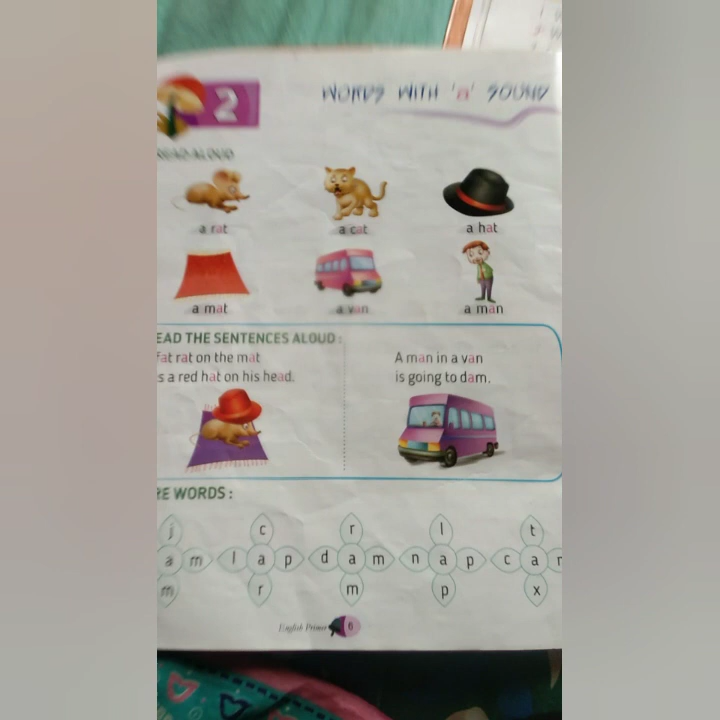 2
WORDS WITH 'a' SOUND
READ ALOUD
a rat a cat a hat
a mat a van a man
EAD THE SENTENCES ALOUD :
fat rat on the mat
s a red hat on his head.
A man in a van
is going to dam.
RE WORDS :
j c r l t
a m l a p d a m n a p c a r
m r m p x
English Primer 6